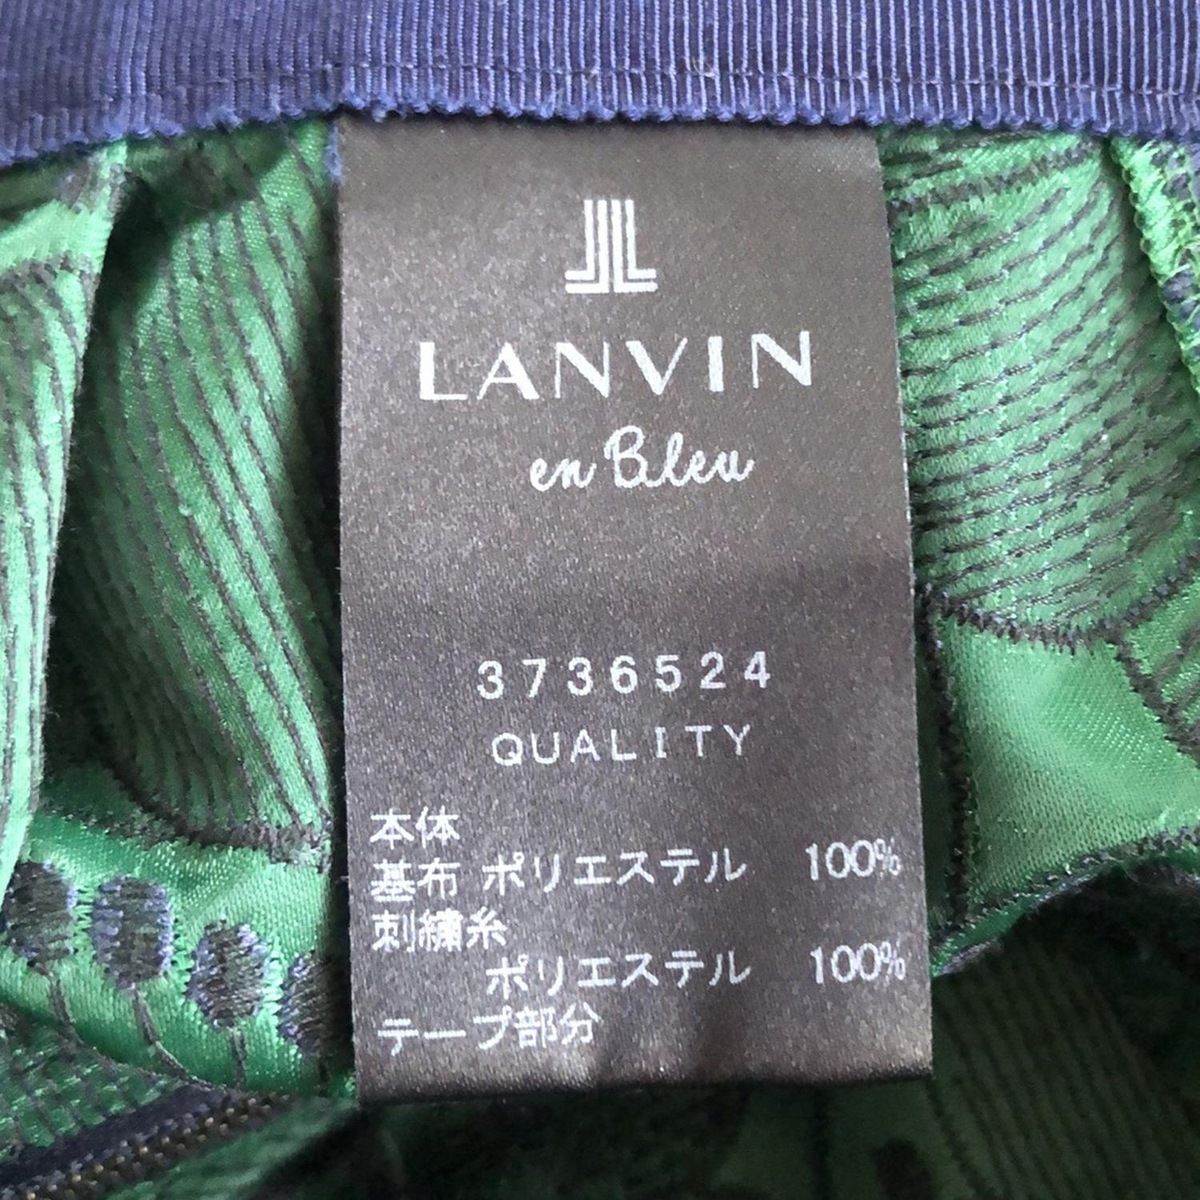 LANVIN
en Bleu
3736524
QUALITY
本体
基布 ポリエステル 100%
刺繍糸
ポリエステル 100%
テープ部分